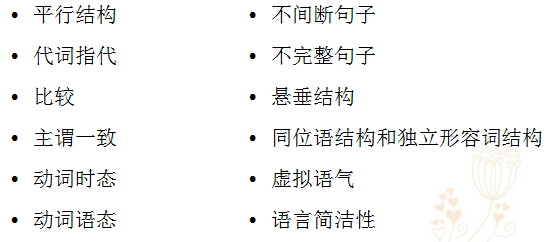 • 平行结构
• 代词指代
• 比较
• 主谓一致
• 动词时态
• 动词语态
• 不间断句子
• 不完整句子
• 悬垂结构
• 同位语结构和独立形容词结构
• 虚拟语气
• 语言简洁性